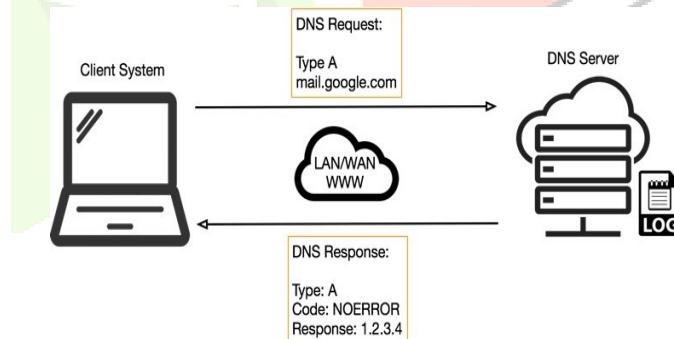 DNS Request:
Type A
mail.google.com
Client System
DNS Server
LAN/WAN
WWW
LOG
DNS Response:
Type: A
Code: NOERROR
Response: 1.2.3.4